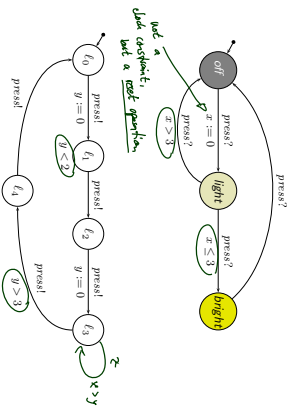 press?
off
press?
x := 0
light
press?
x ≤ 3
bright
press?
x > 3
not a
clock constraint,
but a reset operation
ℓ0
press!
y := 0
ℓ1
y < 2
press!
ℓ2
press!
y := 0
ℓ3
x > y
press!
y > 3
ℓ4
press!